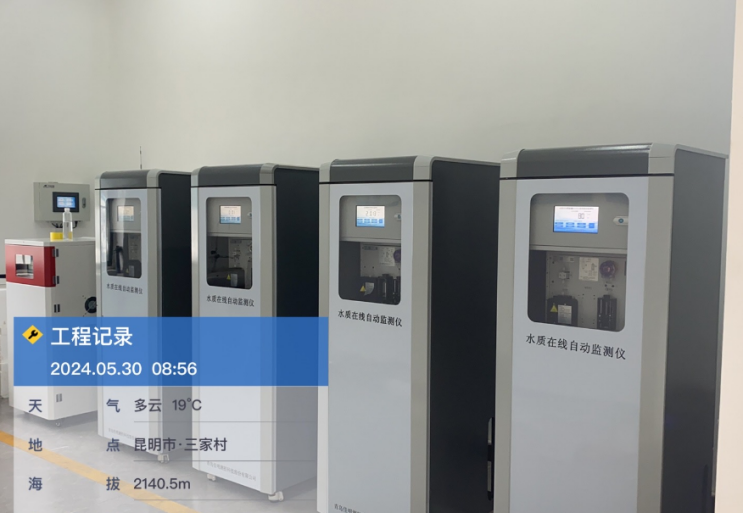 水质在线自动监测仪
水质在线自动监测仪
水质在线自动监测仪
水质在线自动监测仪
工程记录
2024.05.30 08:56
天 气 多云 19℃
地 点 昆明市·三家村
海 拔 2140.5m